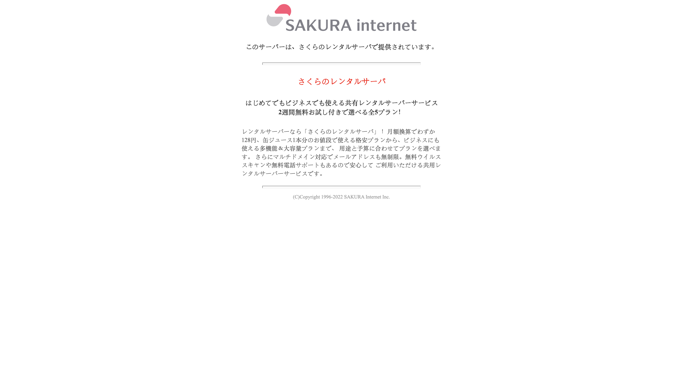 SAKURA internet
このサーバーは、さくらのレンタルサーバで提供されています。
さくらのレンタルサーバ
はじめてでもビジネスでも使える共有レンタルサーバーサービス
2週間無料お試し付きで選べる全5プラン!
レンタルサーバーなら「さくらのレンタルサーバ」！ 月額換算でわずか
128円、缶ジュース1本分のお値段で使える格安プランから、ビジネスにも
使える多機能＆大容量プランまで、 用途と予算に合わせてプランを選べま
す。 さらにマルチドメイン対応でメールアドレスも無制限。無料ウイルス
スキャンや無料電話サポートもあるので安心して ご利用いただける共用レ
ンタルサーバーサービスです。
(C)Copyright 1996-2022 SAKURA Internet Inc.